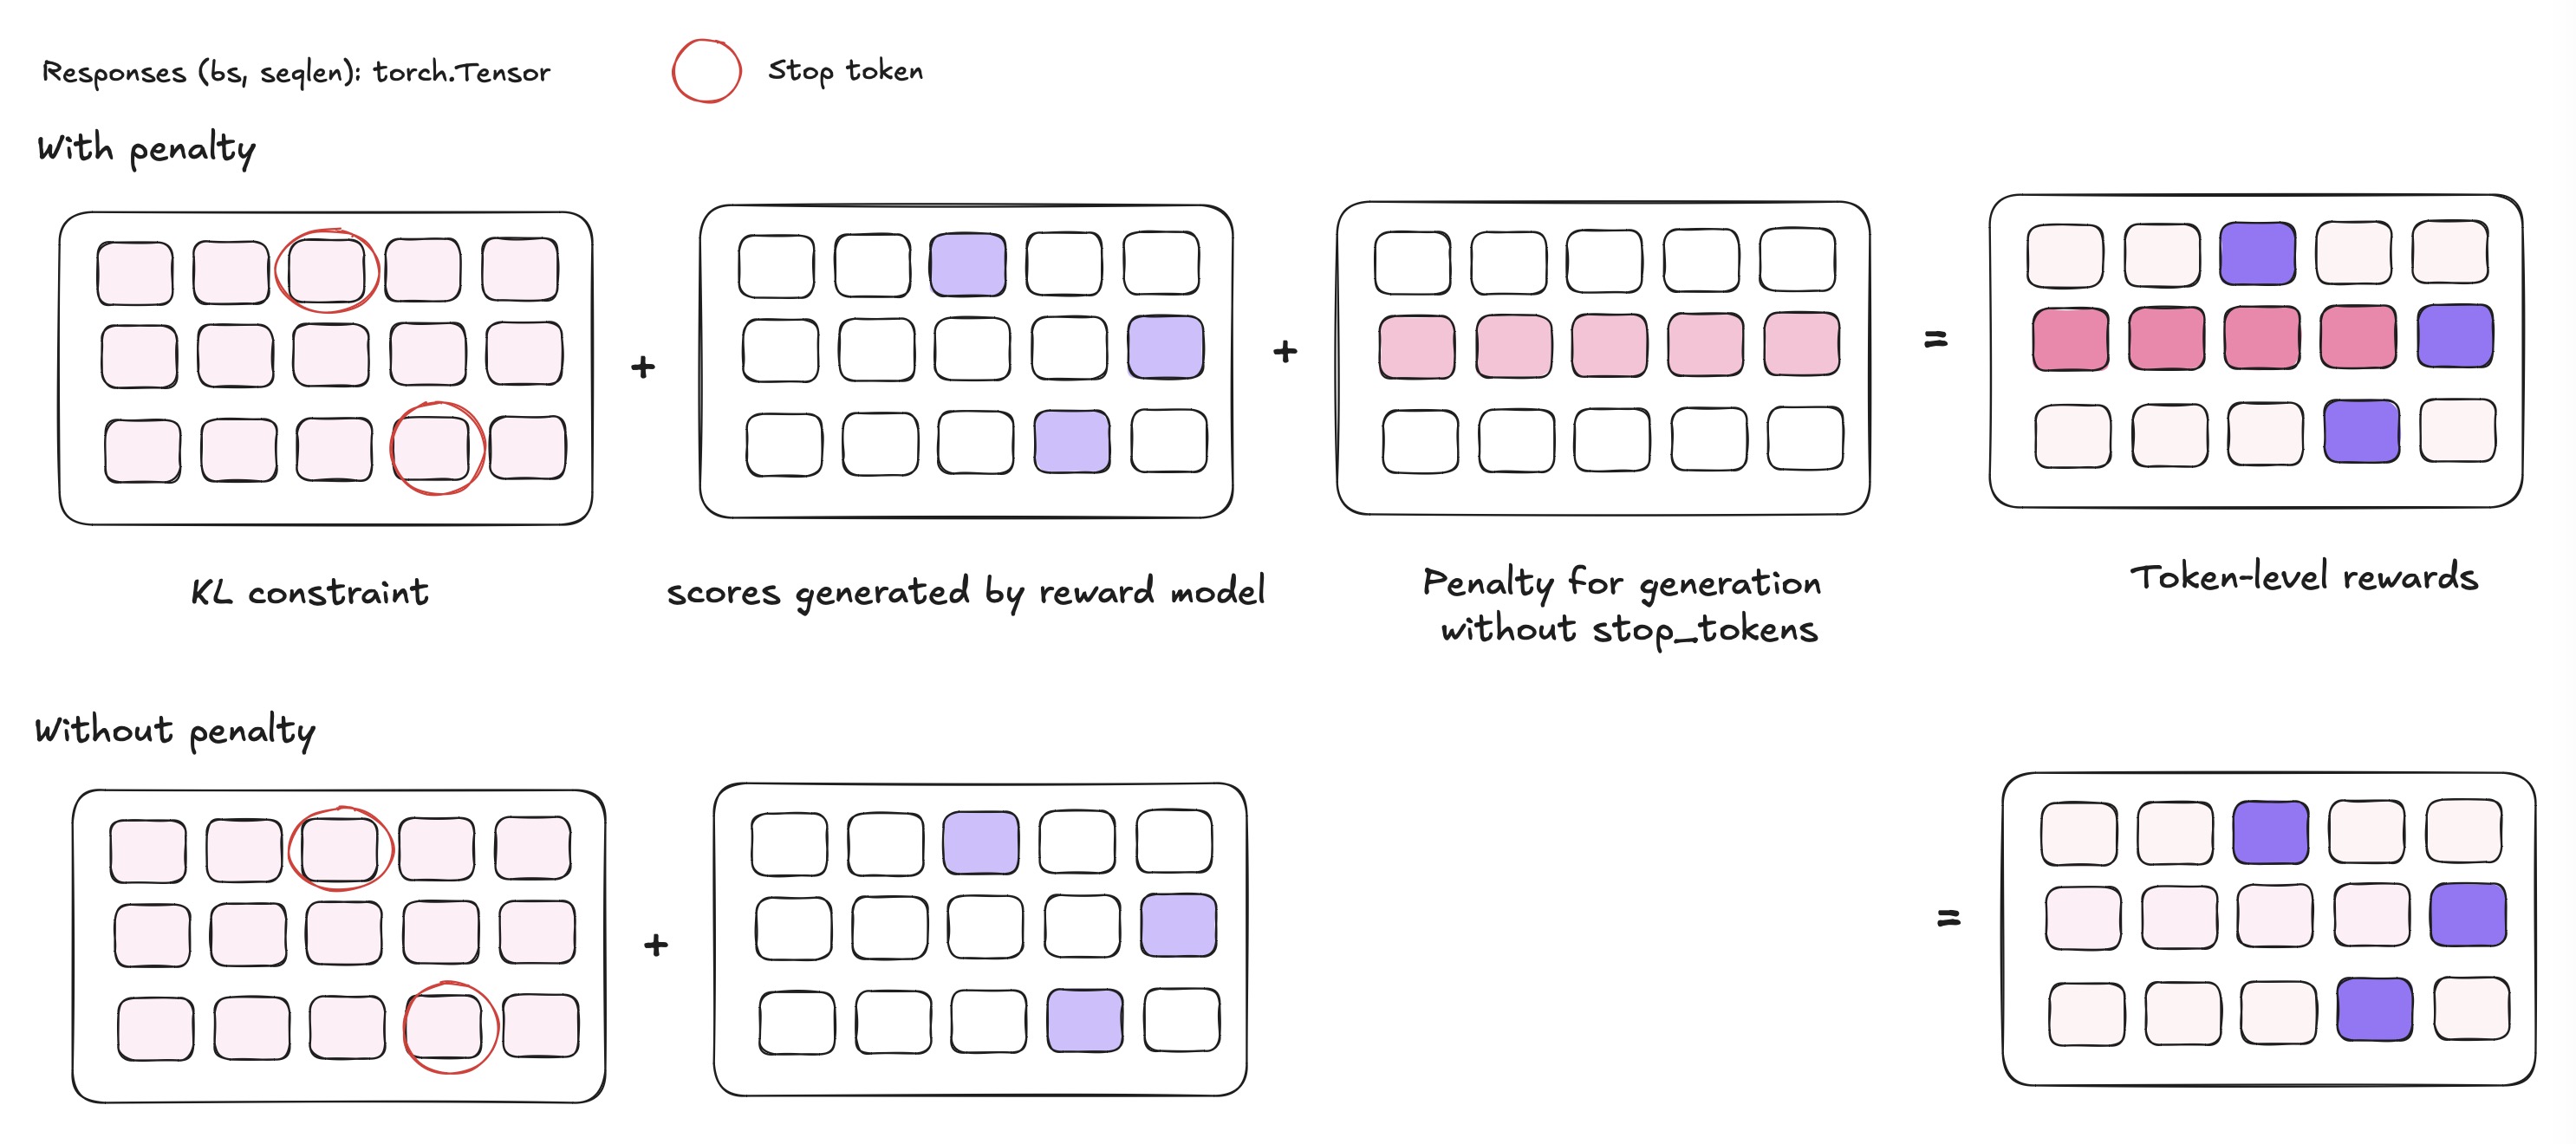 Responses (bs, seqlen): torch.Tensor
Stop token
With penalty
+
+
=
KL constraint
scores generated by reward model
Penalty for generation
without stop_tokens
Token-level rewards
Without penalty
+
=